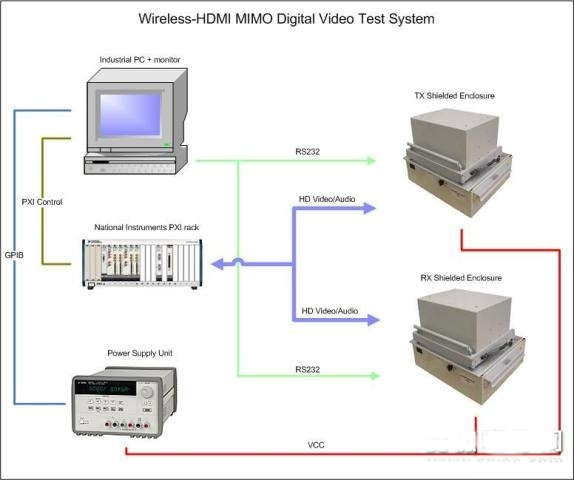 Wireless-HDMI MIMO Digital Video Test System
Industrial PC + monitor
TX Shielded Enclosure
RS232
PXI Control
HD Video/Audio
National Instruments PXI rack
GPIB
RX Shielded Enclosure
HD Video/Audio
Power Supply Unit
RS232
VCC